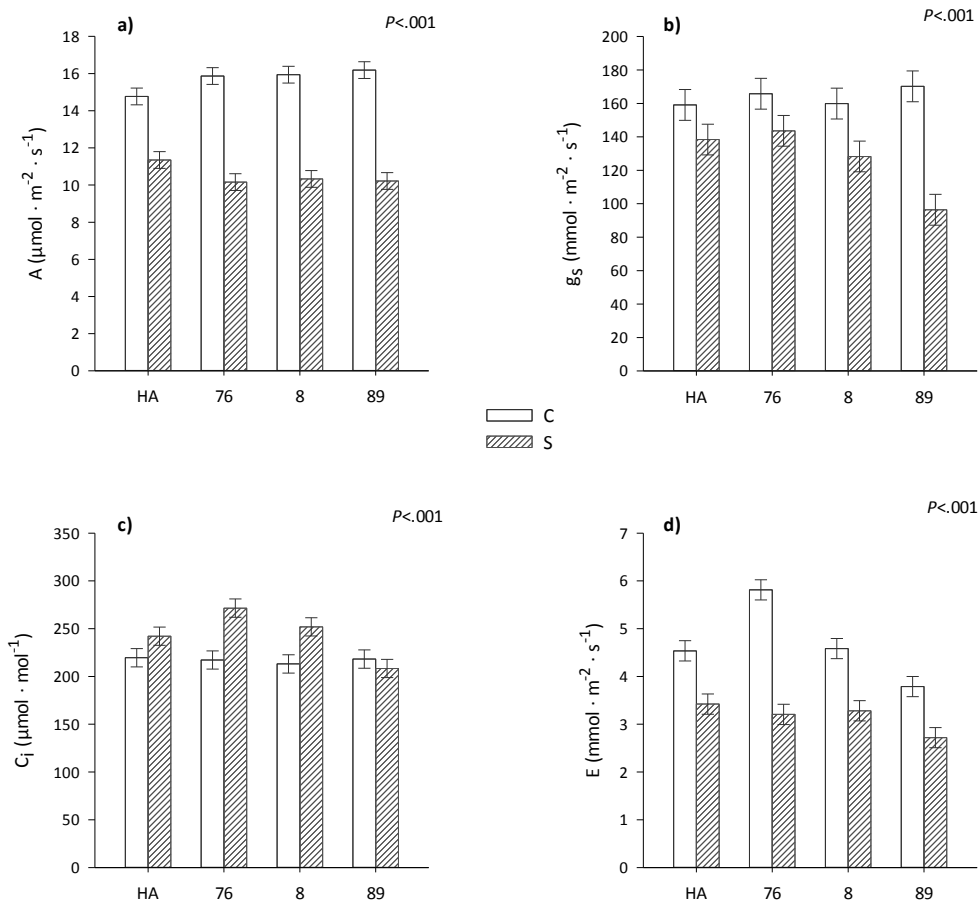 a)
P<.001
18
16
14
12
10
8
6
4
2
0
A (µmol · m⁻² · s⁻¹)
HA 76 8 89
b)
P<.001
200
180
160
140
120
100
80
60
40
20
0
gₛ (mmol · m⁻² · s⁻¹)
HA 76 8 89
C
S
c)
P<.001
350
300
250
200
150
100
50
0
Cᵢ (µmol · mol⁻¹)
HA 76 8 89
d)
P<.001
7
6
5
4
3
2
1
0
E (mmol · m⁻² · s⁻¹)
HA 76 8 89